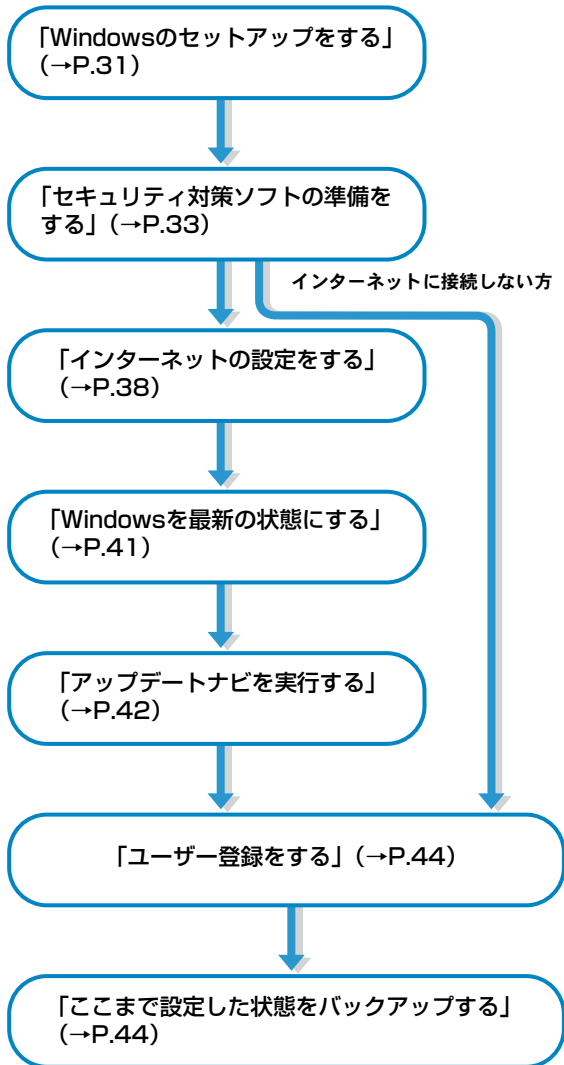 「Windowsのセットアップをする」
（→P.31）
「セキュリティ対策ソフトの準備を
する」（→P.33）
インターネットに接続しない方
「インターネットの設定をする」
（→P.38）
「Windowsを最新の状態にする」
（→P.41）
「アップデートナビを実行する」
（→P.42）
「ユーザー登録をする」（→P.44）
「ここまで設定した状態をバックアップする」
（→P.44）